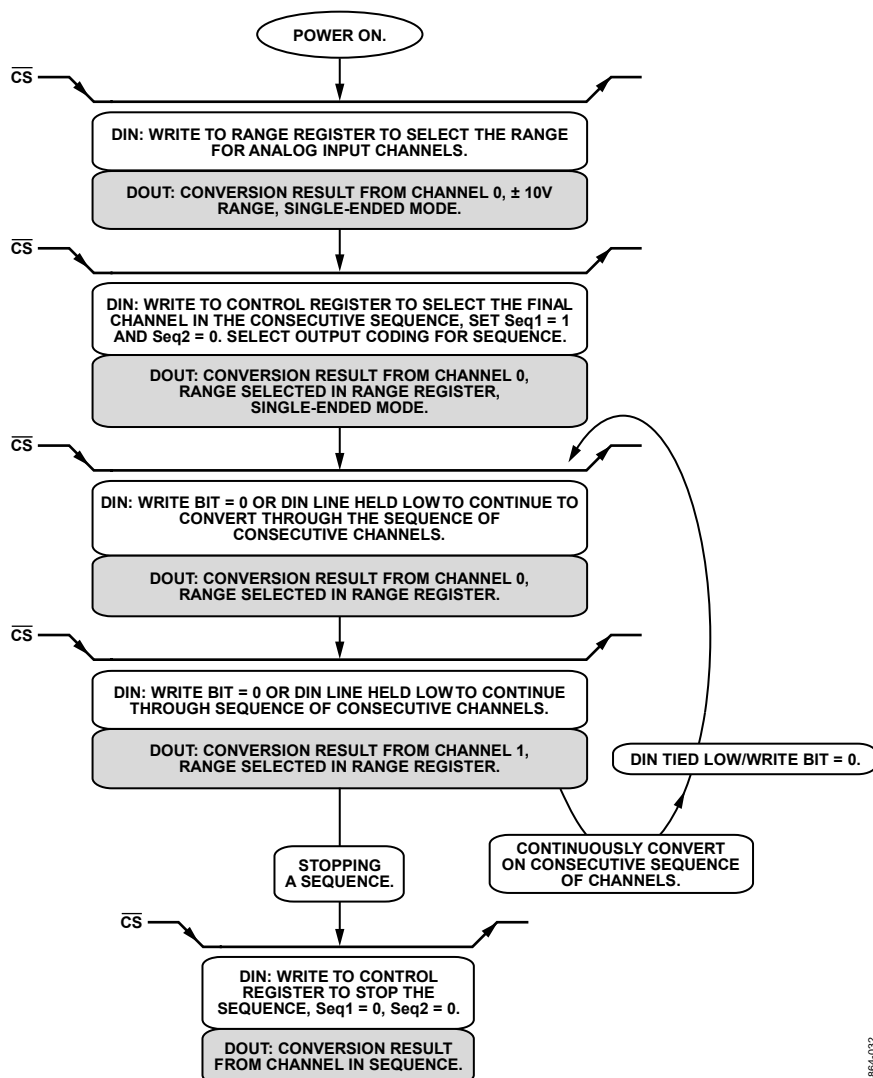 POWER ON.
CS
DIN: WRITE TO RANGE REGISTER TO SELECT THE RANGE
FOR ANALOG INPUT CHANNELS.
DOUT: CONVERSION RESULT FROM CHANNEL 0, ± 10V
RANGE, SINGLE-ENDED MODE.
CS
DIN: WRITE TO CONTROL REGISTER TO SELECT THE FINAL
CHANNEL IN THE CONSECUTIVE SEQUENCE, SET Seq1 = 1
AND Seq2 = 0. SELECT OUTPUT CODING FOR SEQUENCE.
DOUT: CONVERSION RESULT FROM CHANNEL 0,
RANGE SELECTED IN RANGE REGISTER,
SINGLE-ENDED MODE.
CS
DIN: WRITE BIT = 0 OR DIN LINE HELD LOW TO CONTINUE TO
CONVERT THROUGH THE SEQUENCE OF
CONSECUTIVE CHANNELS.
DOUT: CONVERSION RESULT FROM CHANNEL 0,
RANGE SELECTED IN RANGE REGISTER.
CS
DIN: WRITE BIT = 0 OR DIN LINE HELD LOW TO CONTINUE
THROUGH SEQUENCE OF CONSECUTIVE CHANNELS.
DOUT: CONVERSION RESULT FROM CHANNEL 1,
RANGE SELECTED IN RANGE REGISTER.
DIN TIED LOW/WRITE BIT = 0.
CONTINUOUSLY CONVERT
ON CONSECUTIVE SEQUENCE
OF CHANNELS.
STOPPING
A SEQUENCE.
CS
DIN: WRITE TO CONTROL
REGISTER TO STOP THE
SEQUENCE, Seq1 = 0, Seq2 = 0.
DOUT: CONVERSION RESULT
FROM CHANNEL IN SEQUENCE.